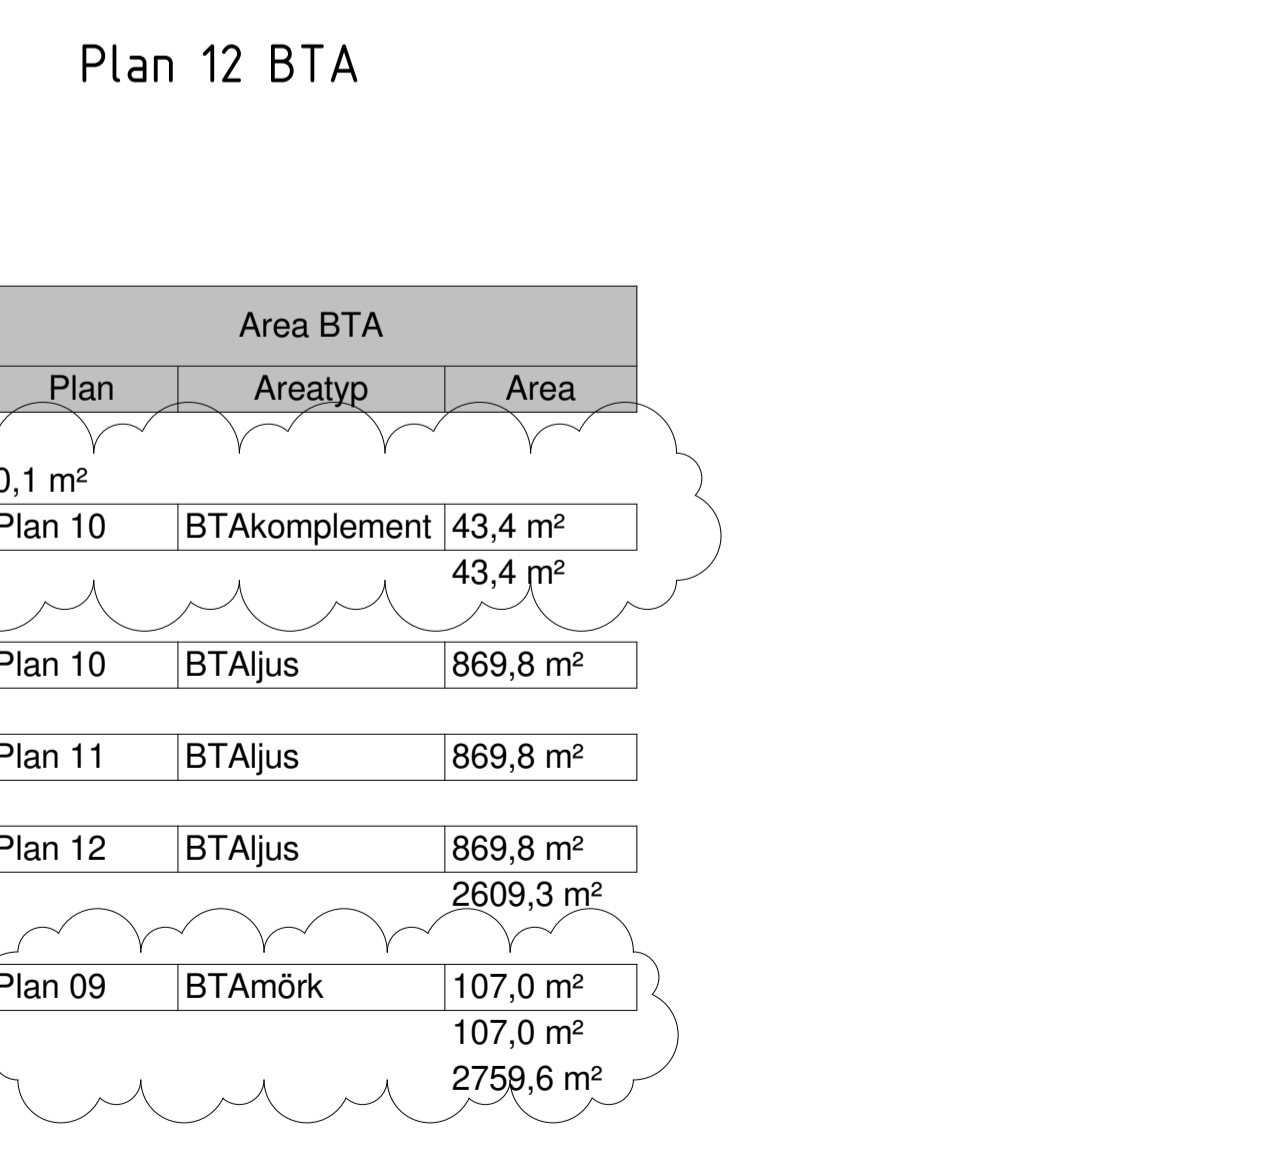 Plan 12 BTA
Area BTA
Plan Areatyp Area
0,1 m²
Plan 10 BTAkomplement 43,4 m²
43,4 m²
Plan 10 BTAljus 869,8 m²
Plan 11 BTAljus 869,8 m²
Plan 12 BTAljus 869,8 m²
2609,3 m²
Plan 09 BTAmörk 107,0 m²
107,0 m²
2759,6 m²